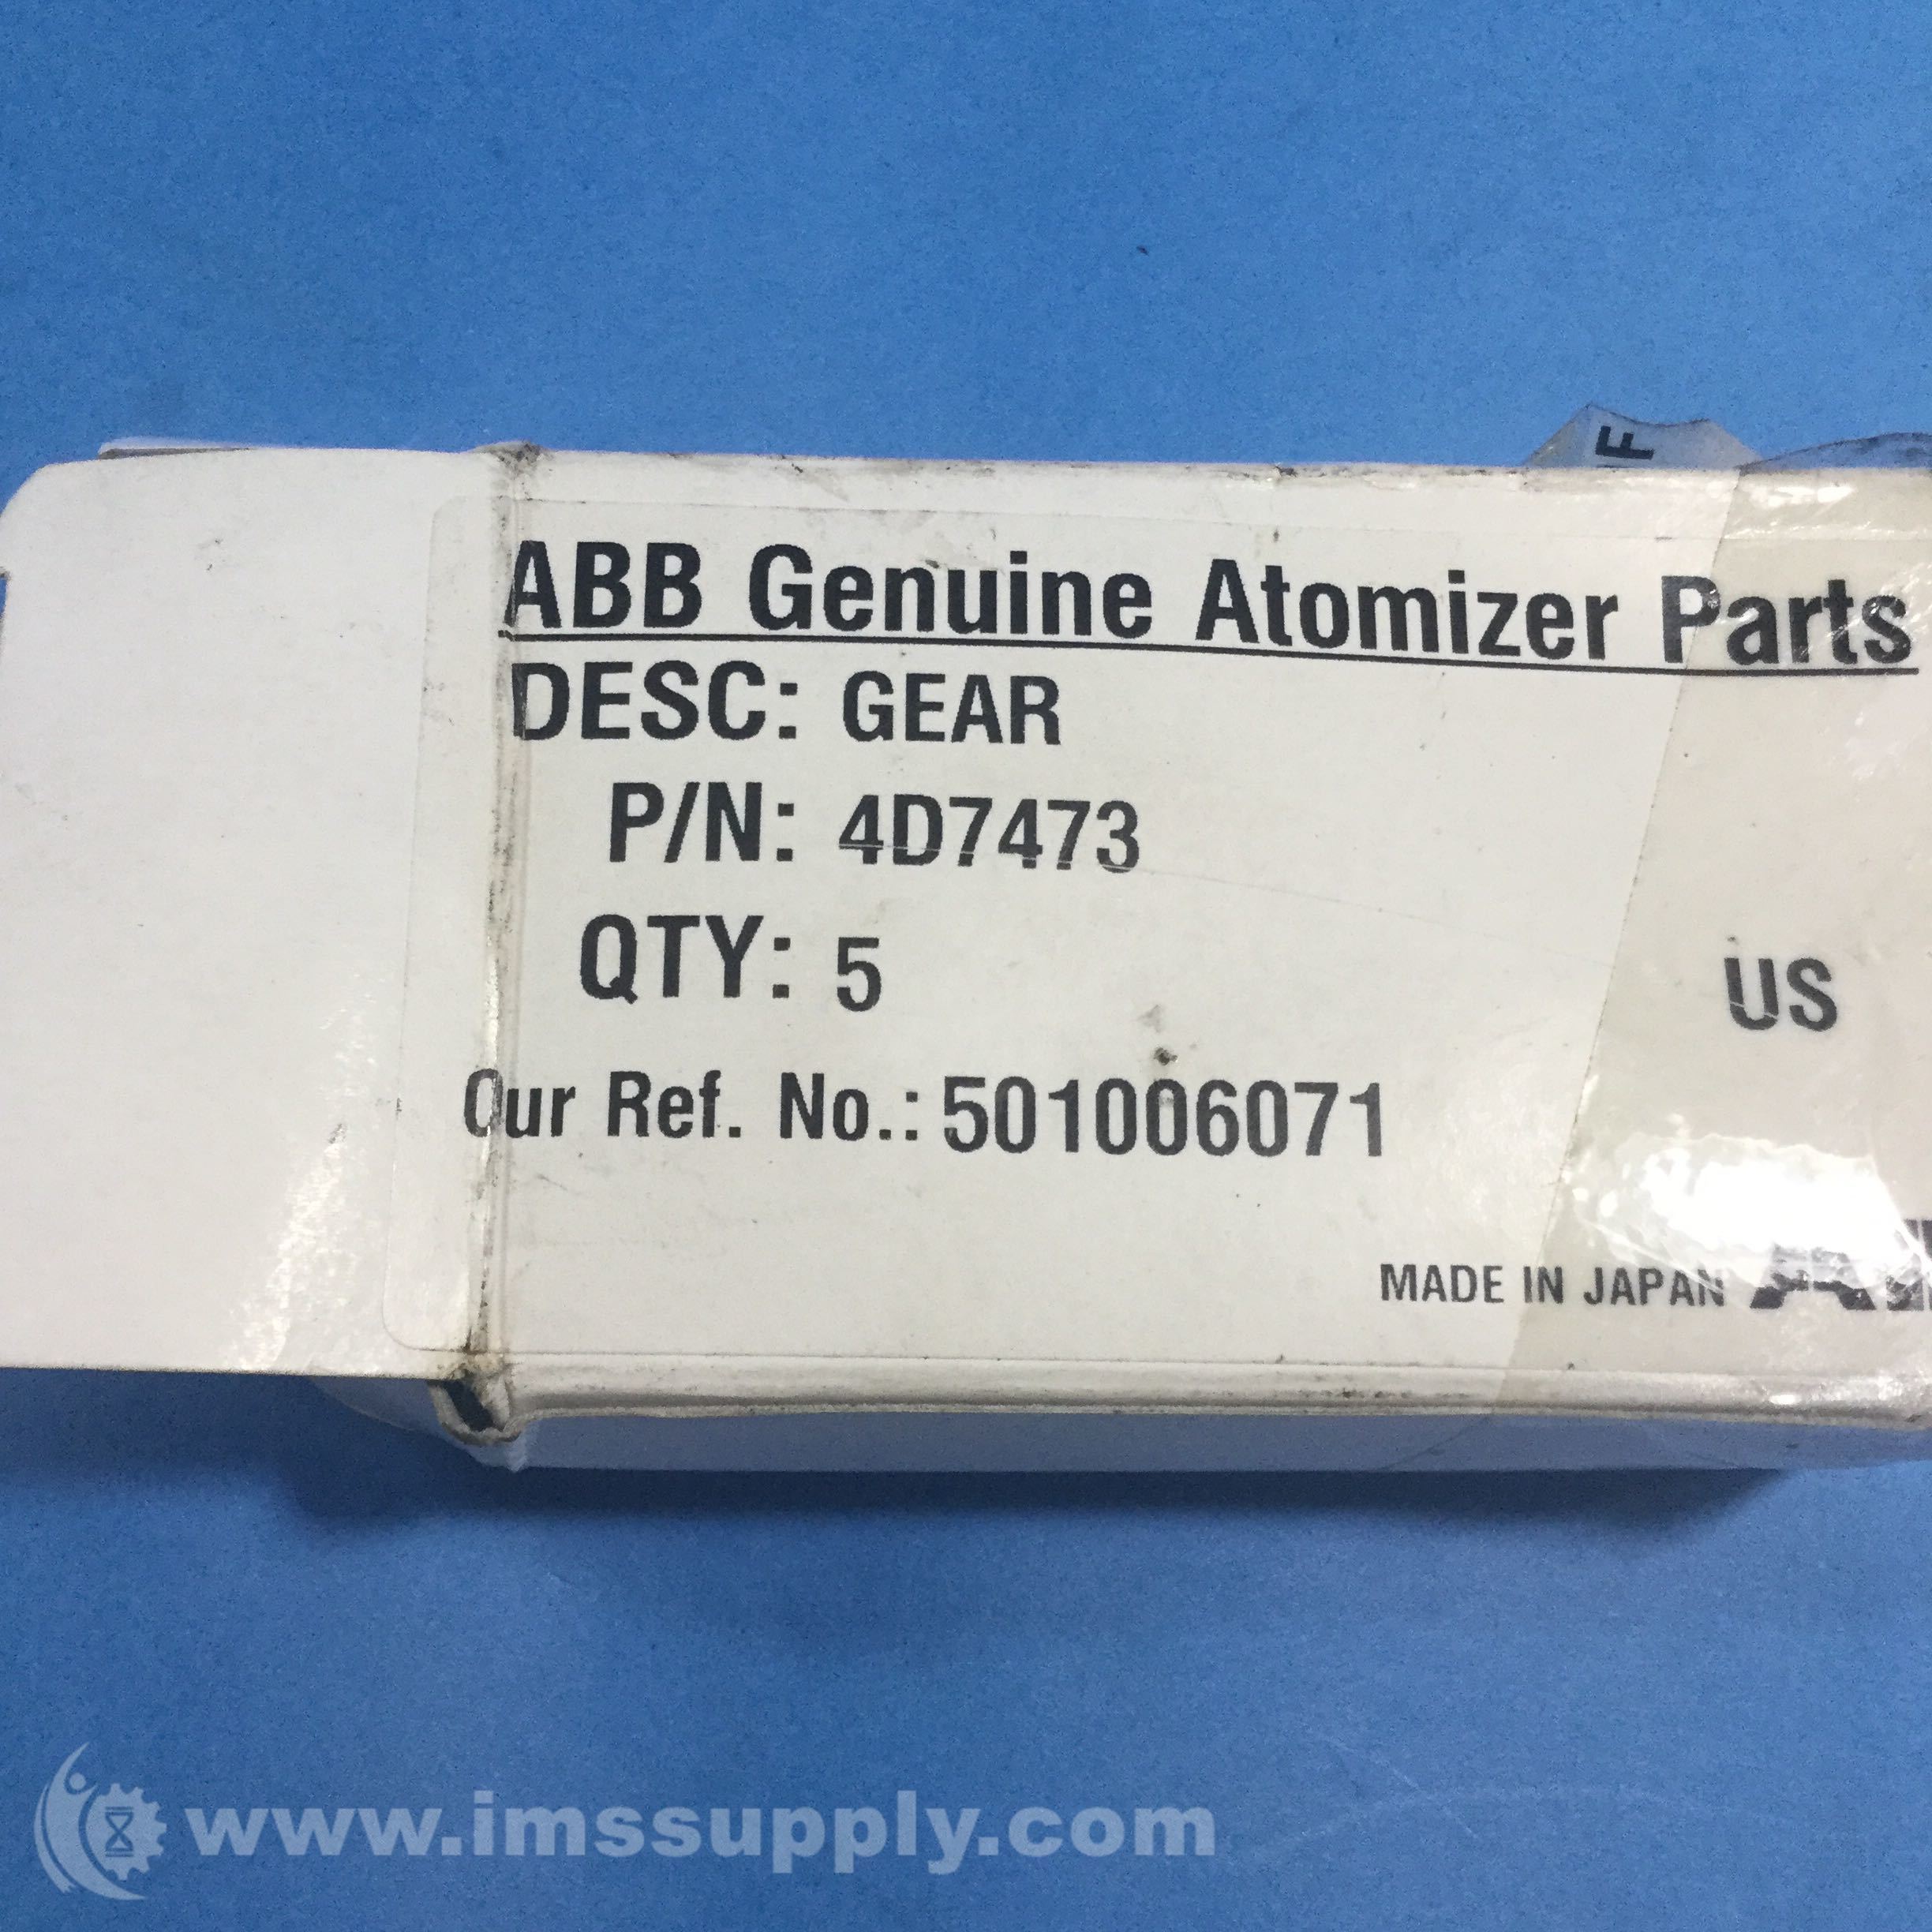 ABB Genuine Atomizer Parts
DESC: GEAR
P/N: 4D7473
QTY: 5
US
Our Ref. No.: 501006071
MADE IN JAPAN
www.imssupply.com